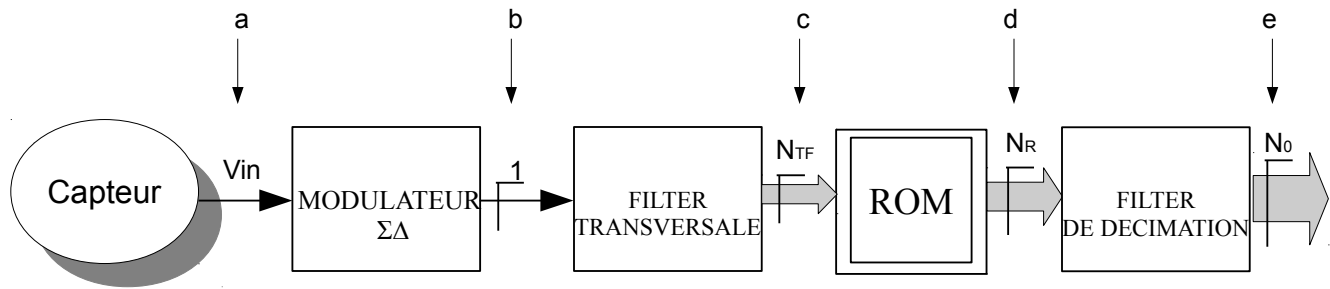 a
b
c
d
e
Capteur
Vin
MODULATEUR
ΣΔ
1
FILTER
TRANSVERSALE
NTF
ROM
NR
FILTER
DE DECIMATION
N0